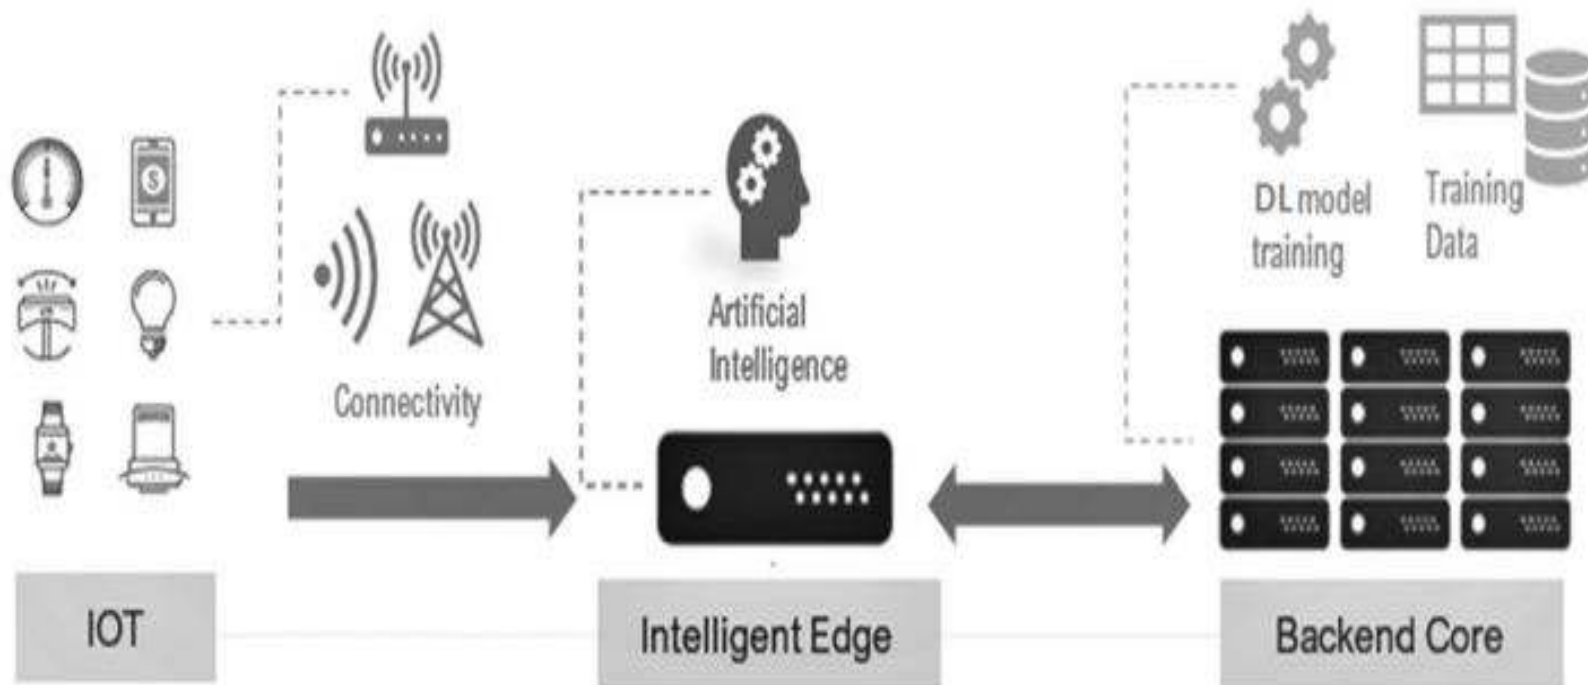 DL model
training
Training
Data
Artificial
Intelligence
Connectivity
$
IOT
Intelligent Edge
Backend Core